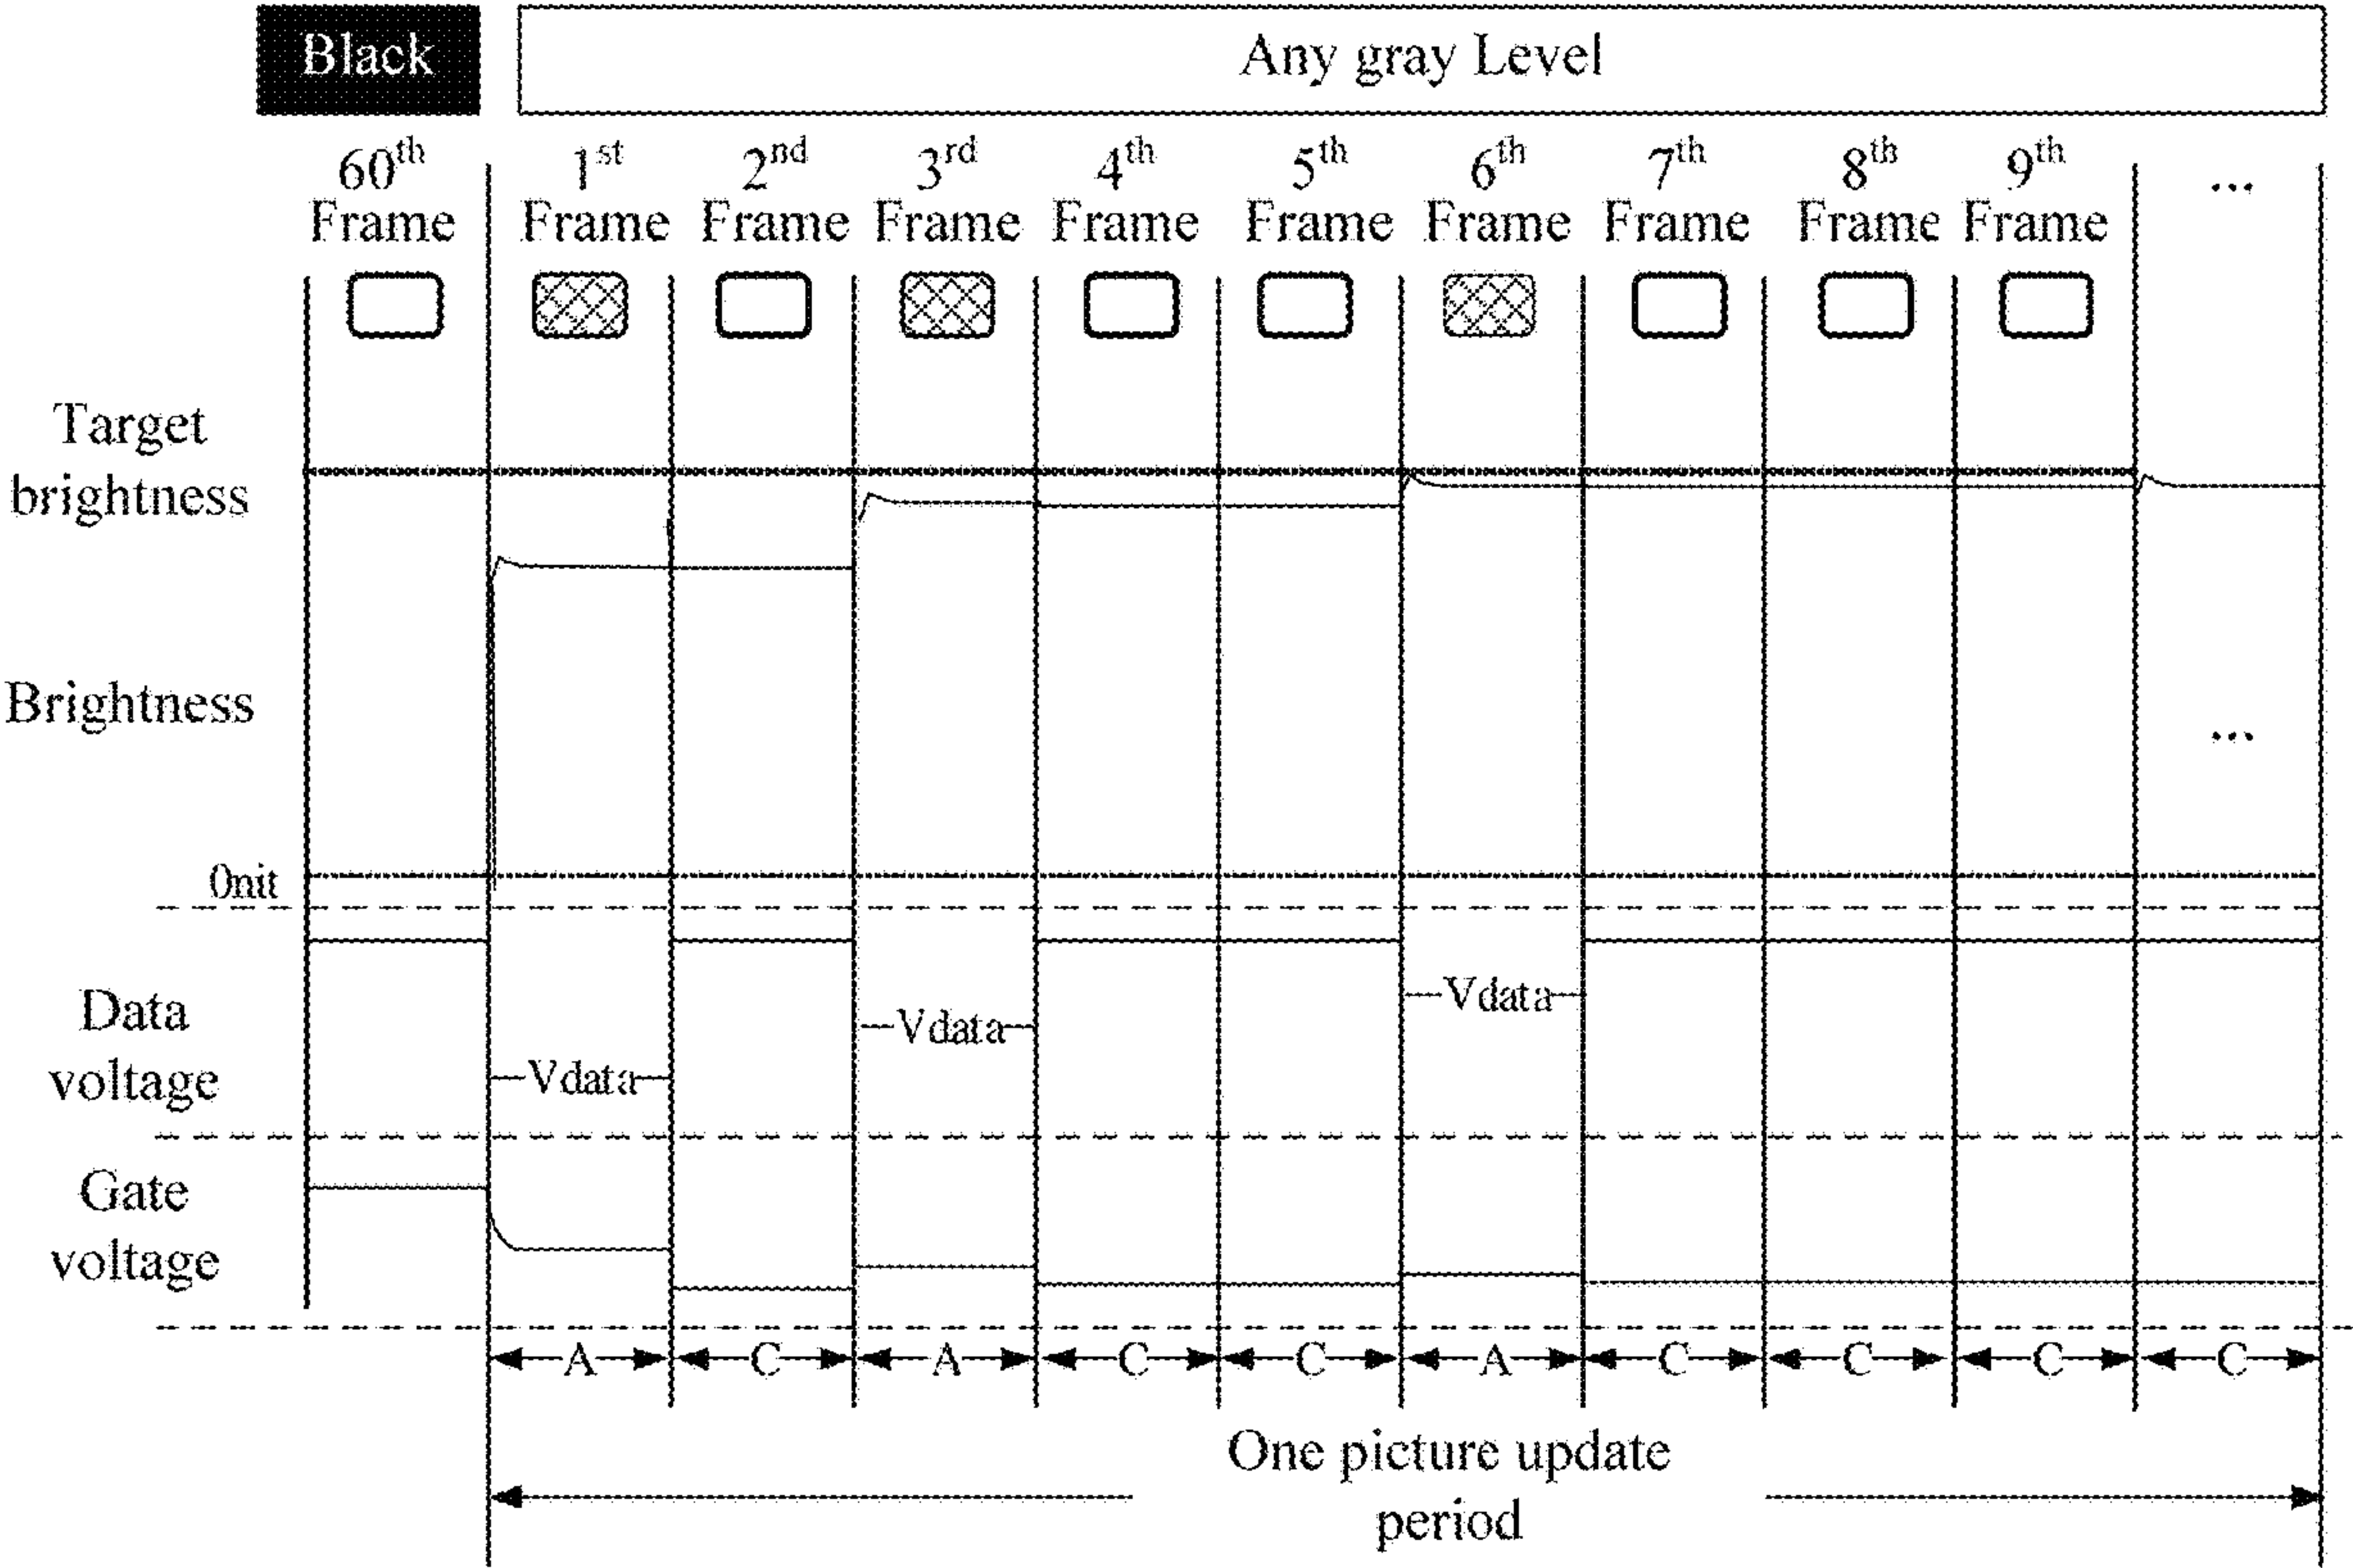 Black
Any gray Level
60th 1st 2nd 3rd 4th 5th 6th 7th 8th 9th ...
Frame Frame Frame Frame Frame Frame Frame Frame Frame Frame
Target
brightness
Brightness
...
0nit
Data
voltage
Vdata
Vdata
Vdata
Gate
voltage
A C A C C A C C C C
One picture update
period